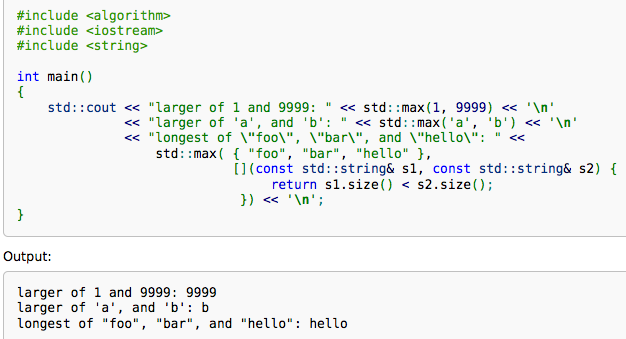 #include <algorithm>
#include <iostream>
#include <string>

int main()
{
    std::cout << "larger of 1 and 9999: " << std::max(1, 9999) << '\n'
              << "larger of 'a', and 'b': " << std::max('a', 'b') << '\n'
              << "longest of \"foo\", \"bar\", and \"hello\": " <<
                  std::max( { "foo", "bar", "hello" },
                            [](const std::string& s1, const std::string& s2) {
                                 return s1.size() < s2.size();
                             }) << '\n';
}
Output:
larger of 1 and 9999: 9999
larger of 'a', and 'b': b
longest of "foo", "bar", and "hello": hello